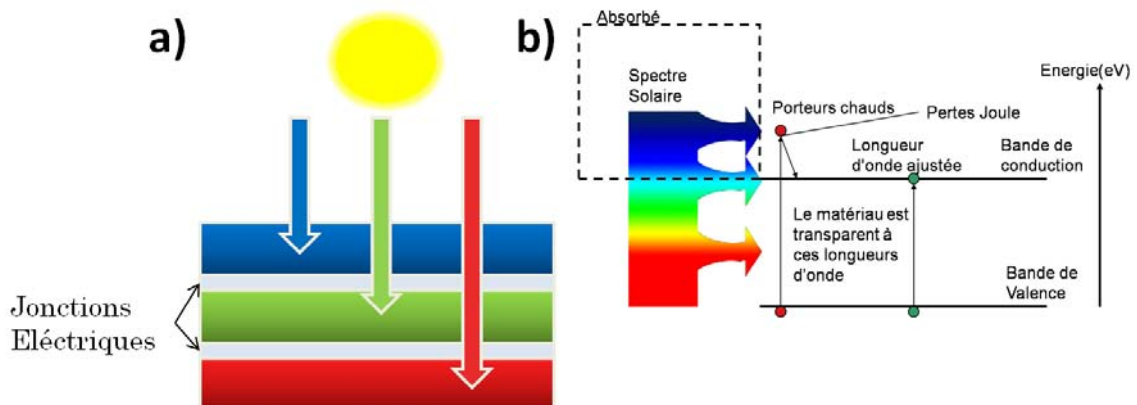 a)
Jonctions
Eléctriques
b)
Absorbé
Spectre
Solaire
Porteurs chauds
Pertes Joule
Energie(eV)
Longueur
d'onde ajustée
Bande de
conduction
Le matériau est
transparent à
ces longueurs
d'onde
Bande de
Valence